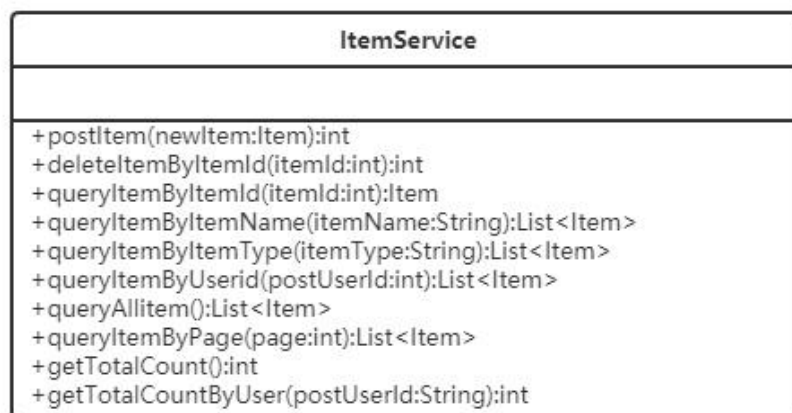 ItemService
+postItem(newItem:Item):int
+deleteItemByItemId(itemId:int):int
+queryItemByItemId(itemId:int):Item
+queryItemByItemName(itemName:String):List<Item>
+queryItemByItemType(itemType:String):List<Item>
+queryItemByUserid(postUserId:int):List<Item>
+queryAllitem():List<Item>
+queryItemByPage(page:int):List<Item>
+getTotalCount():int
+getTotalCountByUser(postUserId:String):int